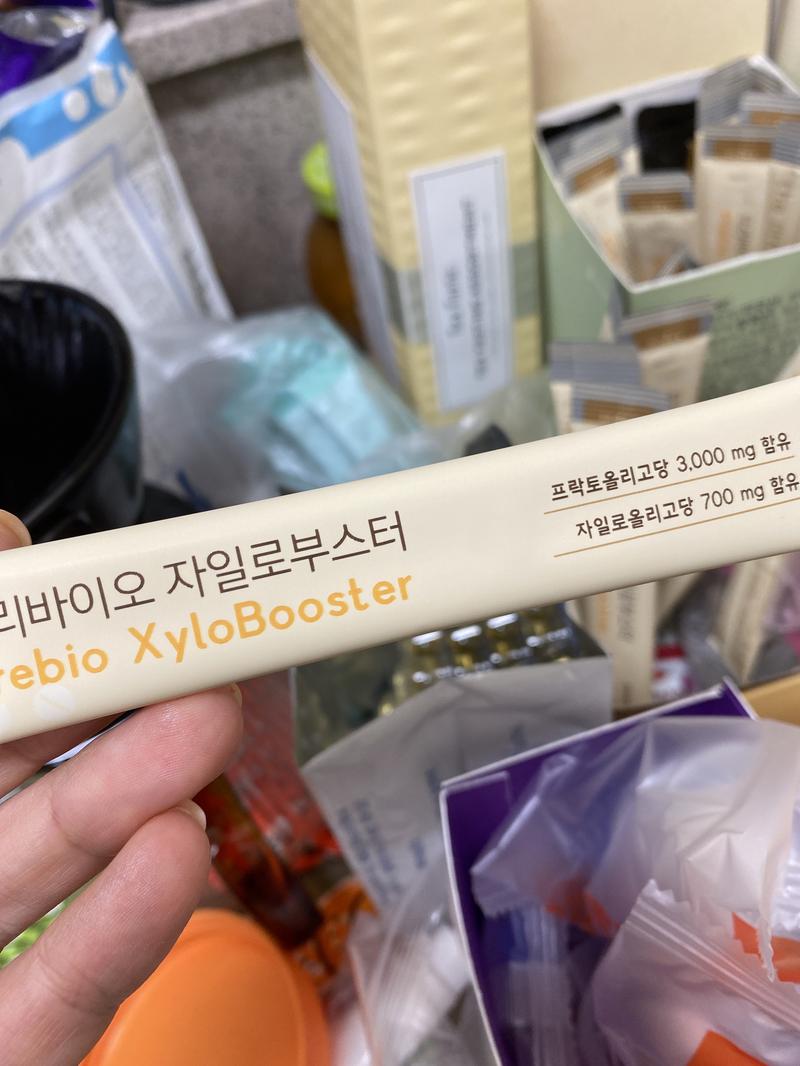 리바이오 자일로부스터
rebio XyloBooster
프락토올리고당 3,000 mg 함유
자일로올리고당 700 mg 함유